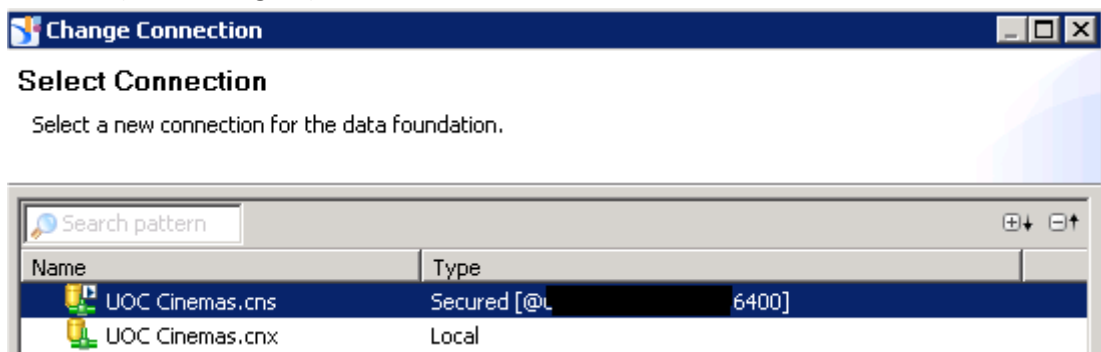 Change Connection
Select Connection
Select a new connection for the data foundation.
Search pattern
Name Type
UOC Cinemas.cns Secured [@ 6400]
UOC Cinemas.cnx Local